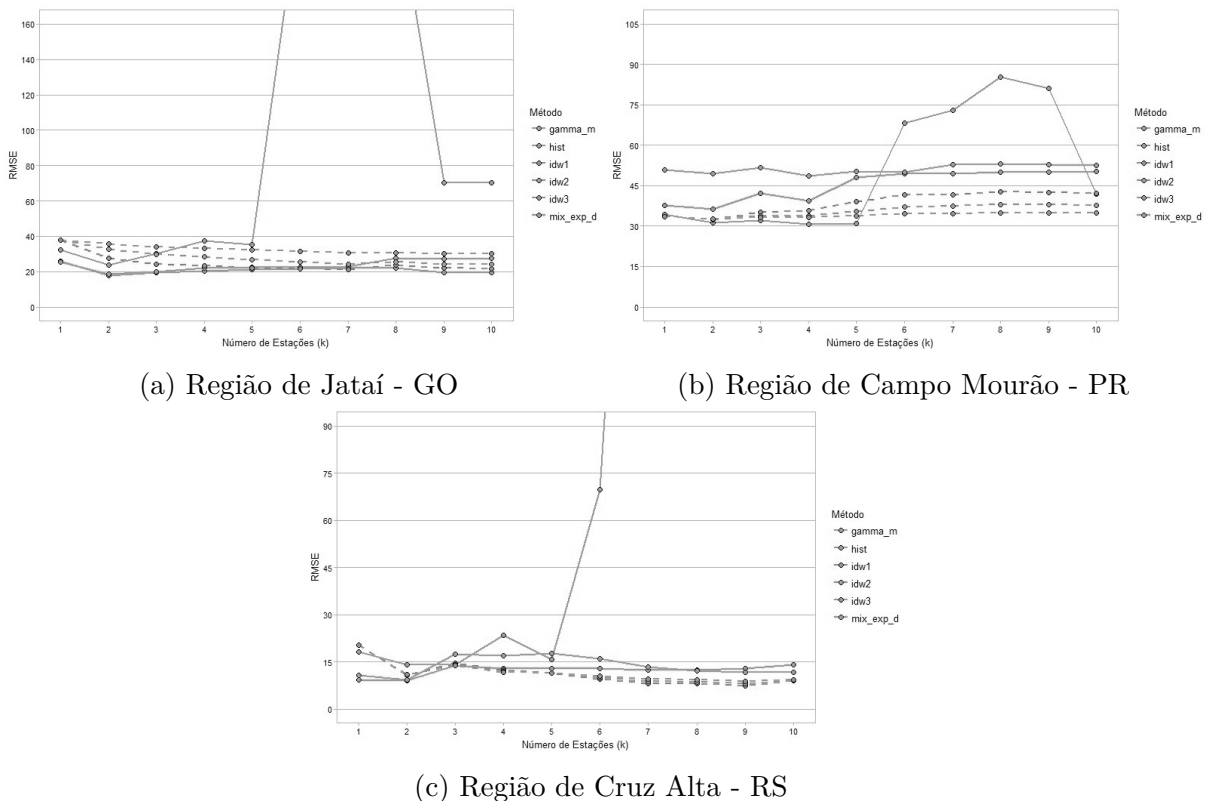 160
140
120
100
80
60
40
20
0
RMSE
1 2 3 4 5 6 7 8 9 10
Número de Estações (k)
Método
gamma_m
hist
idw1
idw2
idw3
mix_exp_d
(a) Região de Jataí - GO
105
90
75
60
45
30
15
0
RMSE
1 2 3 4 5 6 7 8 9 10
Número de Estações (k)
Método
gamma_m
hist
idw1
idw2
idw3
mix_exp_d
(b) Região de Campo Mourão - PR
90
75
60
45
30
15
0
RMSE
1 2 3 4 5 6 7 8 9 10
Número de Estações (k)
Método
gamma_m
hist
idw1
idw2
idw3
mix_exp_d
(c) Região de Cruz Alta - RS